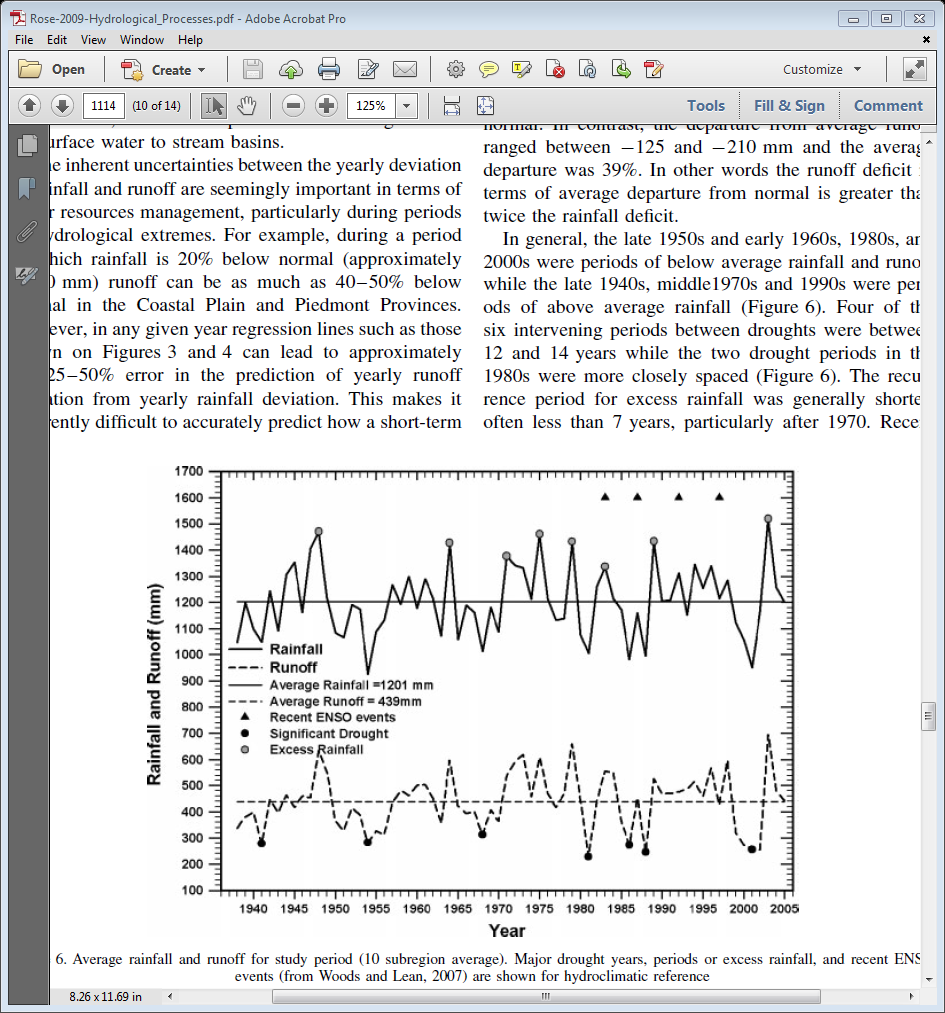 Rose-2009-Hydrological_Processes.pdf - Adobe Acrobat Pro
File Edit View Window Help
Open Create Customize
1114 (10 of 14) 125% Tools Fill & Sign Comment
urface water to stream basins.
e inherent uncertainties between the yearly deviation
infall and runoff are seemingly important in terms of
r resources management, particularly during periods
ydrological extremes. For example, during a period
hich rainfall is 20% below normal (approximately
0 mm) runoff can be as much as 40–50% below
al in the Coastal Plain and Piedmont Provinces.
ever, in any given year regression lines such as those
n on Figures 3 and 4 can lead to approximately
25–50% error in the prediction of yearly runoff
ation from yearly rainfall deviation. This makes it
rently difficult to accurately predict how a short-term
normal. In contrast, the departure from average runo
ranged between −125 and −210 mm and the averag
departure was 39%. In other words the runoff deficit
terms of average departure from normal is greater tha
twice the rainfall deficit.
In general, the late 1950s and early 1960s, 1980s, an
2000s were periods of below average rainfall and runo
while the late 1940s, middle1970s and 1990s were per
ods of above average rainfall (Figure 6). Four of th
six intervening periods between droughts were betwee
12 and 14 years while the two drought periods in th
1980s were more closely spaced (Figure 6). The recu
rence period for excess rainfall was generally shorte
often less than 7 years, particularly after 1970. Rece
Rainfall and Runoff (mm)
1700
1600
1500
1400
1300
1200
1100
1000
900
800
700
600
500
400
300
200
100
Rainfall
Runoff
Average Rainfall =1201 mm
Average Runoff = 439mm
Recent ENSO events
Significant Drought
Excess Rainfall
1940 1945 1950 1955 1960 1965 1970 1975 1980 1985 1990 1995 2000 2005
Year
6. Average rainfall and runoff for study period (10 subregion average). Major drought years, periods or excess rainfall, and recent ENS
events (from Woods and Lean, 2007) are shown for hydroclimatic reference
8.26 x 11.69 in